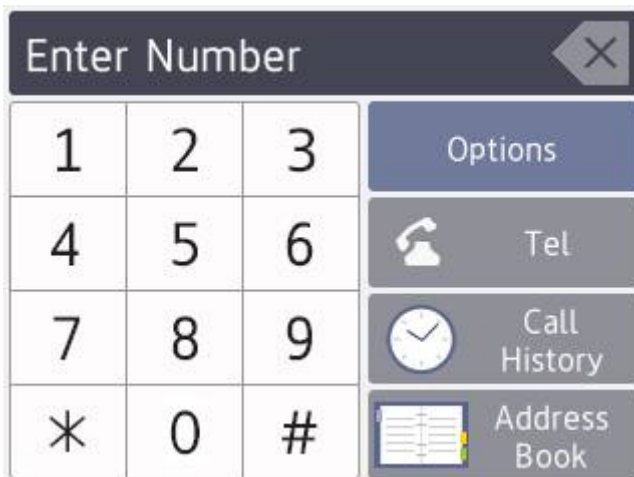 Enter Number
1 2 3
Options
4 5 6
Tel
7 8 9
Call
History
* 0 #
Address
Book